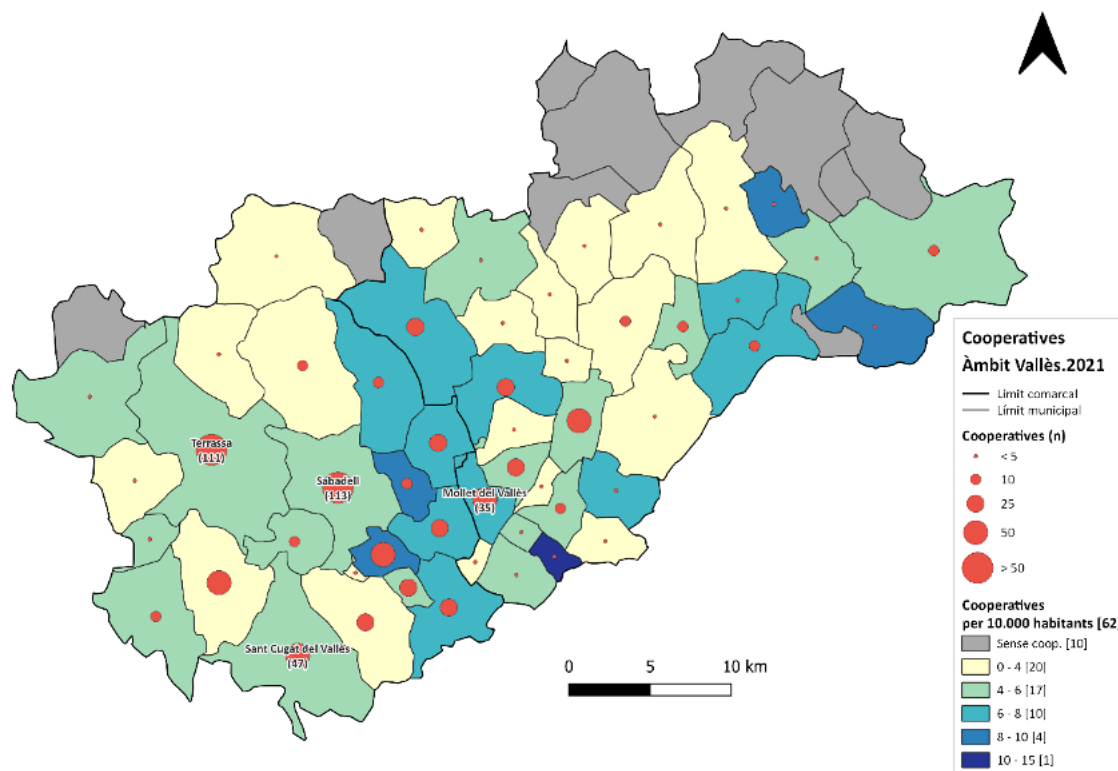 Terrassa
(111)
Sabadell
(113)
Mollet del Vallès
(35)
Sant Cugat del Vallès
(47)
0 5 10 km
Cooperatives
Àmbit Vallès.2021
Límit comarcal
Límit municipal
Cooperatives (n)
< 5
10
25
50
> 50
Cooperatives
per 10.000 habitants [62
Sense coop. [10]
0 - 4 [20]
4 - 6 [17]
6 - 8 [10]
8 - 10 [4]
10 - 15 [1]